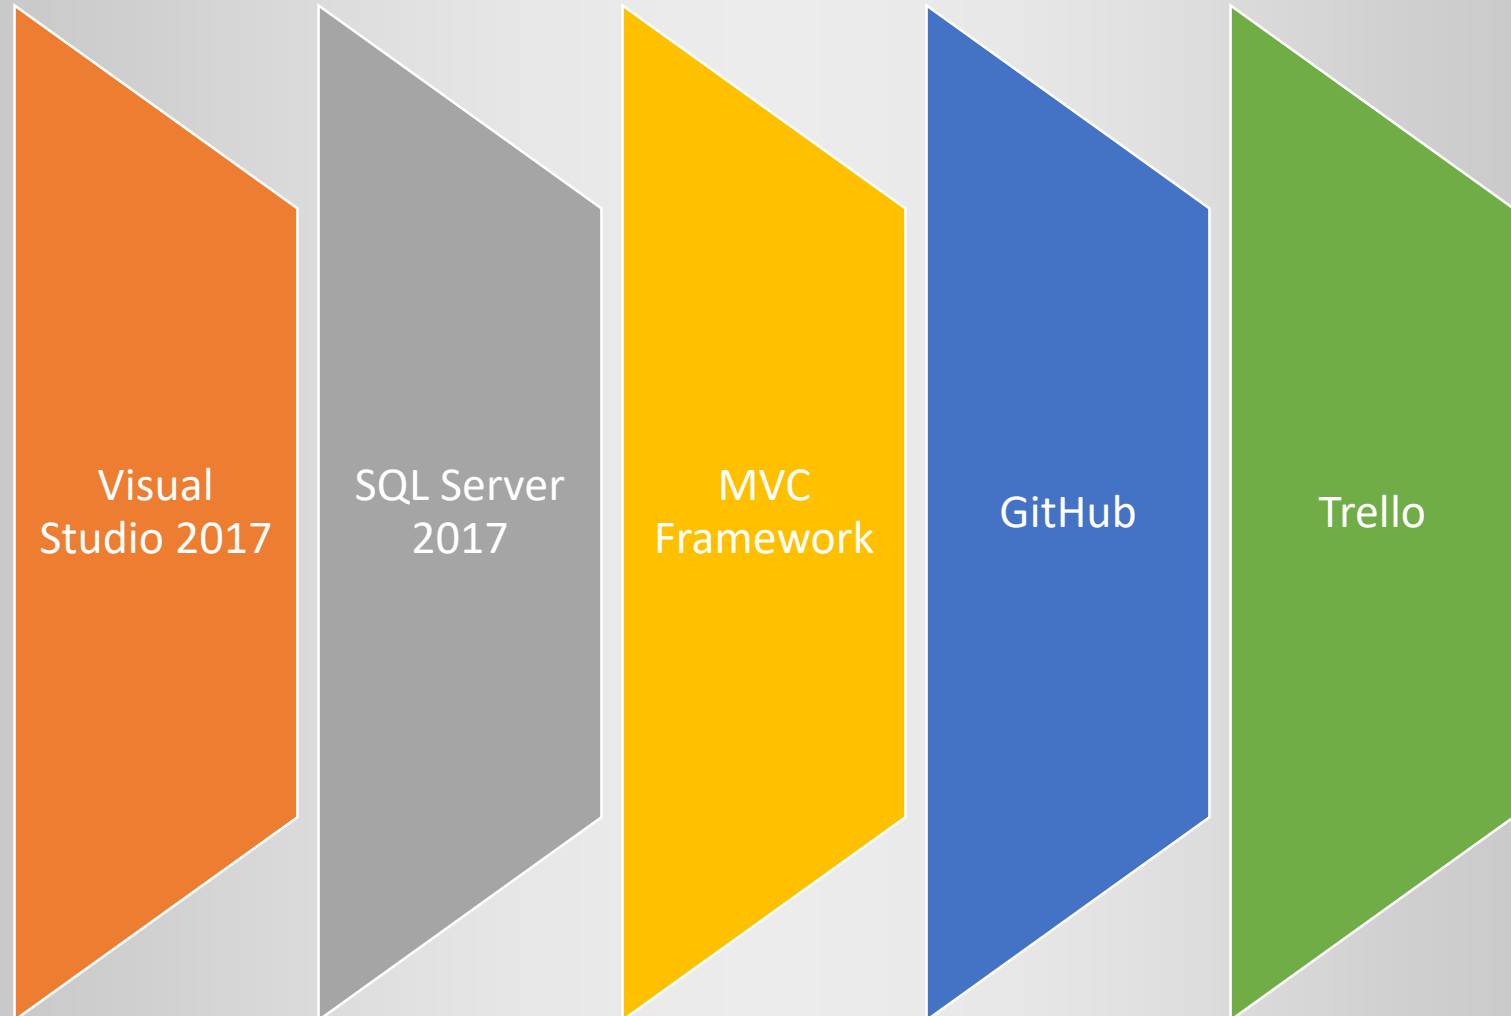 Visual
Studio 2017
SQL Server
2017
MVC
Framework
GitHub
Trello